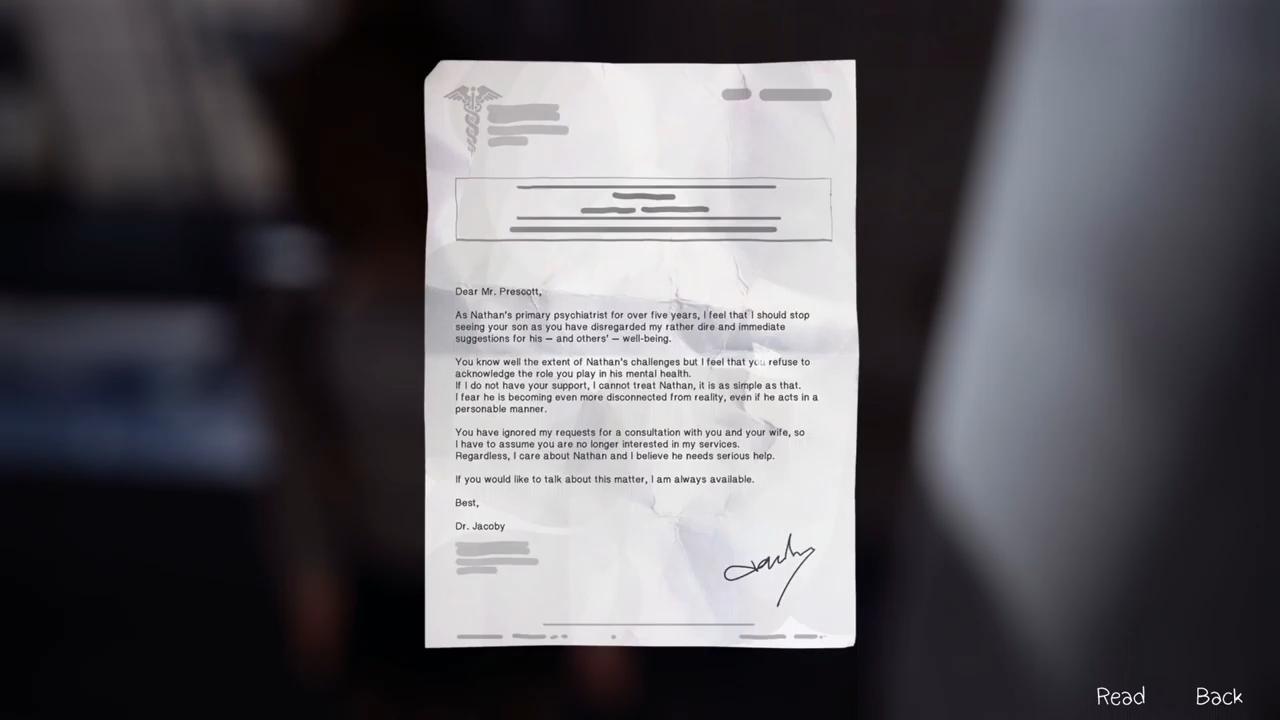 Dear Mr. Prescott,
As Nathan's primary psychiatrist for over five years, I feel that I should stop
seeing your son as you have disregarded my rather dire and immediate
suggestions for his — and others' — well-being.
You know well the extent of Nathan's challenges but I feel that you refuse to
acknowledge the role you play in his mental health.
If I do not have your support, I cannot treat Nathan, it is as simple as that.
I fear he is becoming even more disconnected from reality, even if he acts in a
personable manner.
You have ignored my requests for a consultation with you and your wife, so
I have to assume you are no longer interested in my services.
Regardless, I care about Nathan and I believe he needs serious help.
If you would like to talk about this matter, I am always available.
Best,
Dr. Jacoby
Read Back